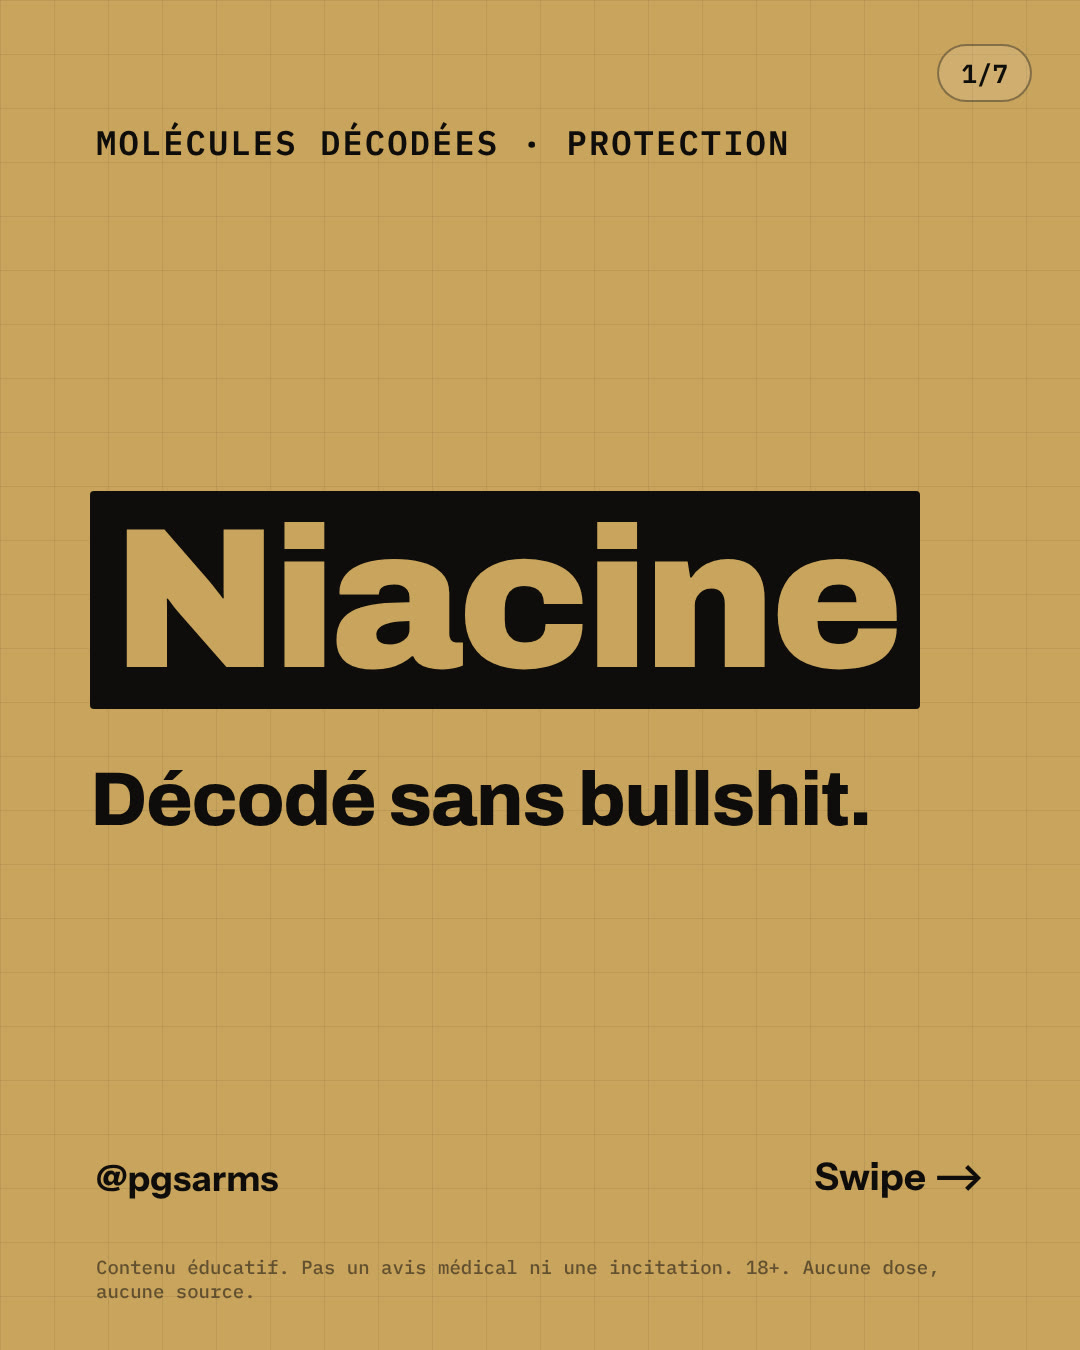 1/7
MOLÉCULES DÉCODÉES · PROTECTION
Niacine
Décodé sans bullshit.
@pgsarms
Swipe →
Contenu éducatif. Pas un avis médical ni une incitation. 18+. Aucune dose,
aucune source.